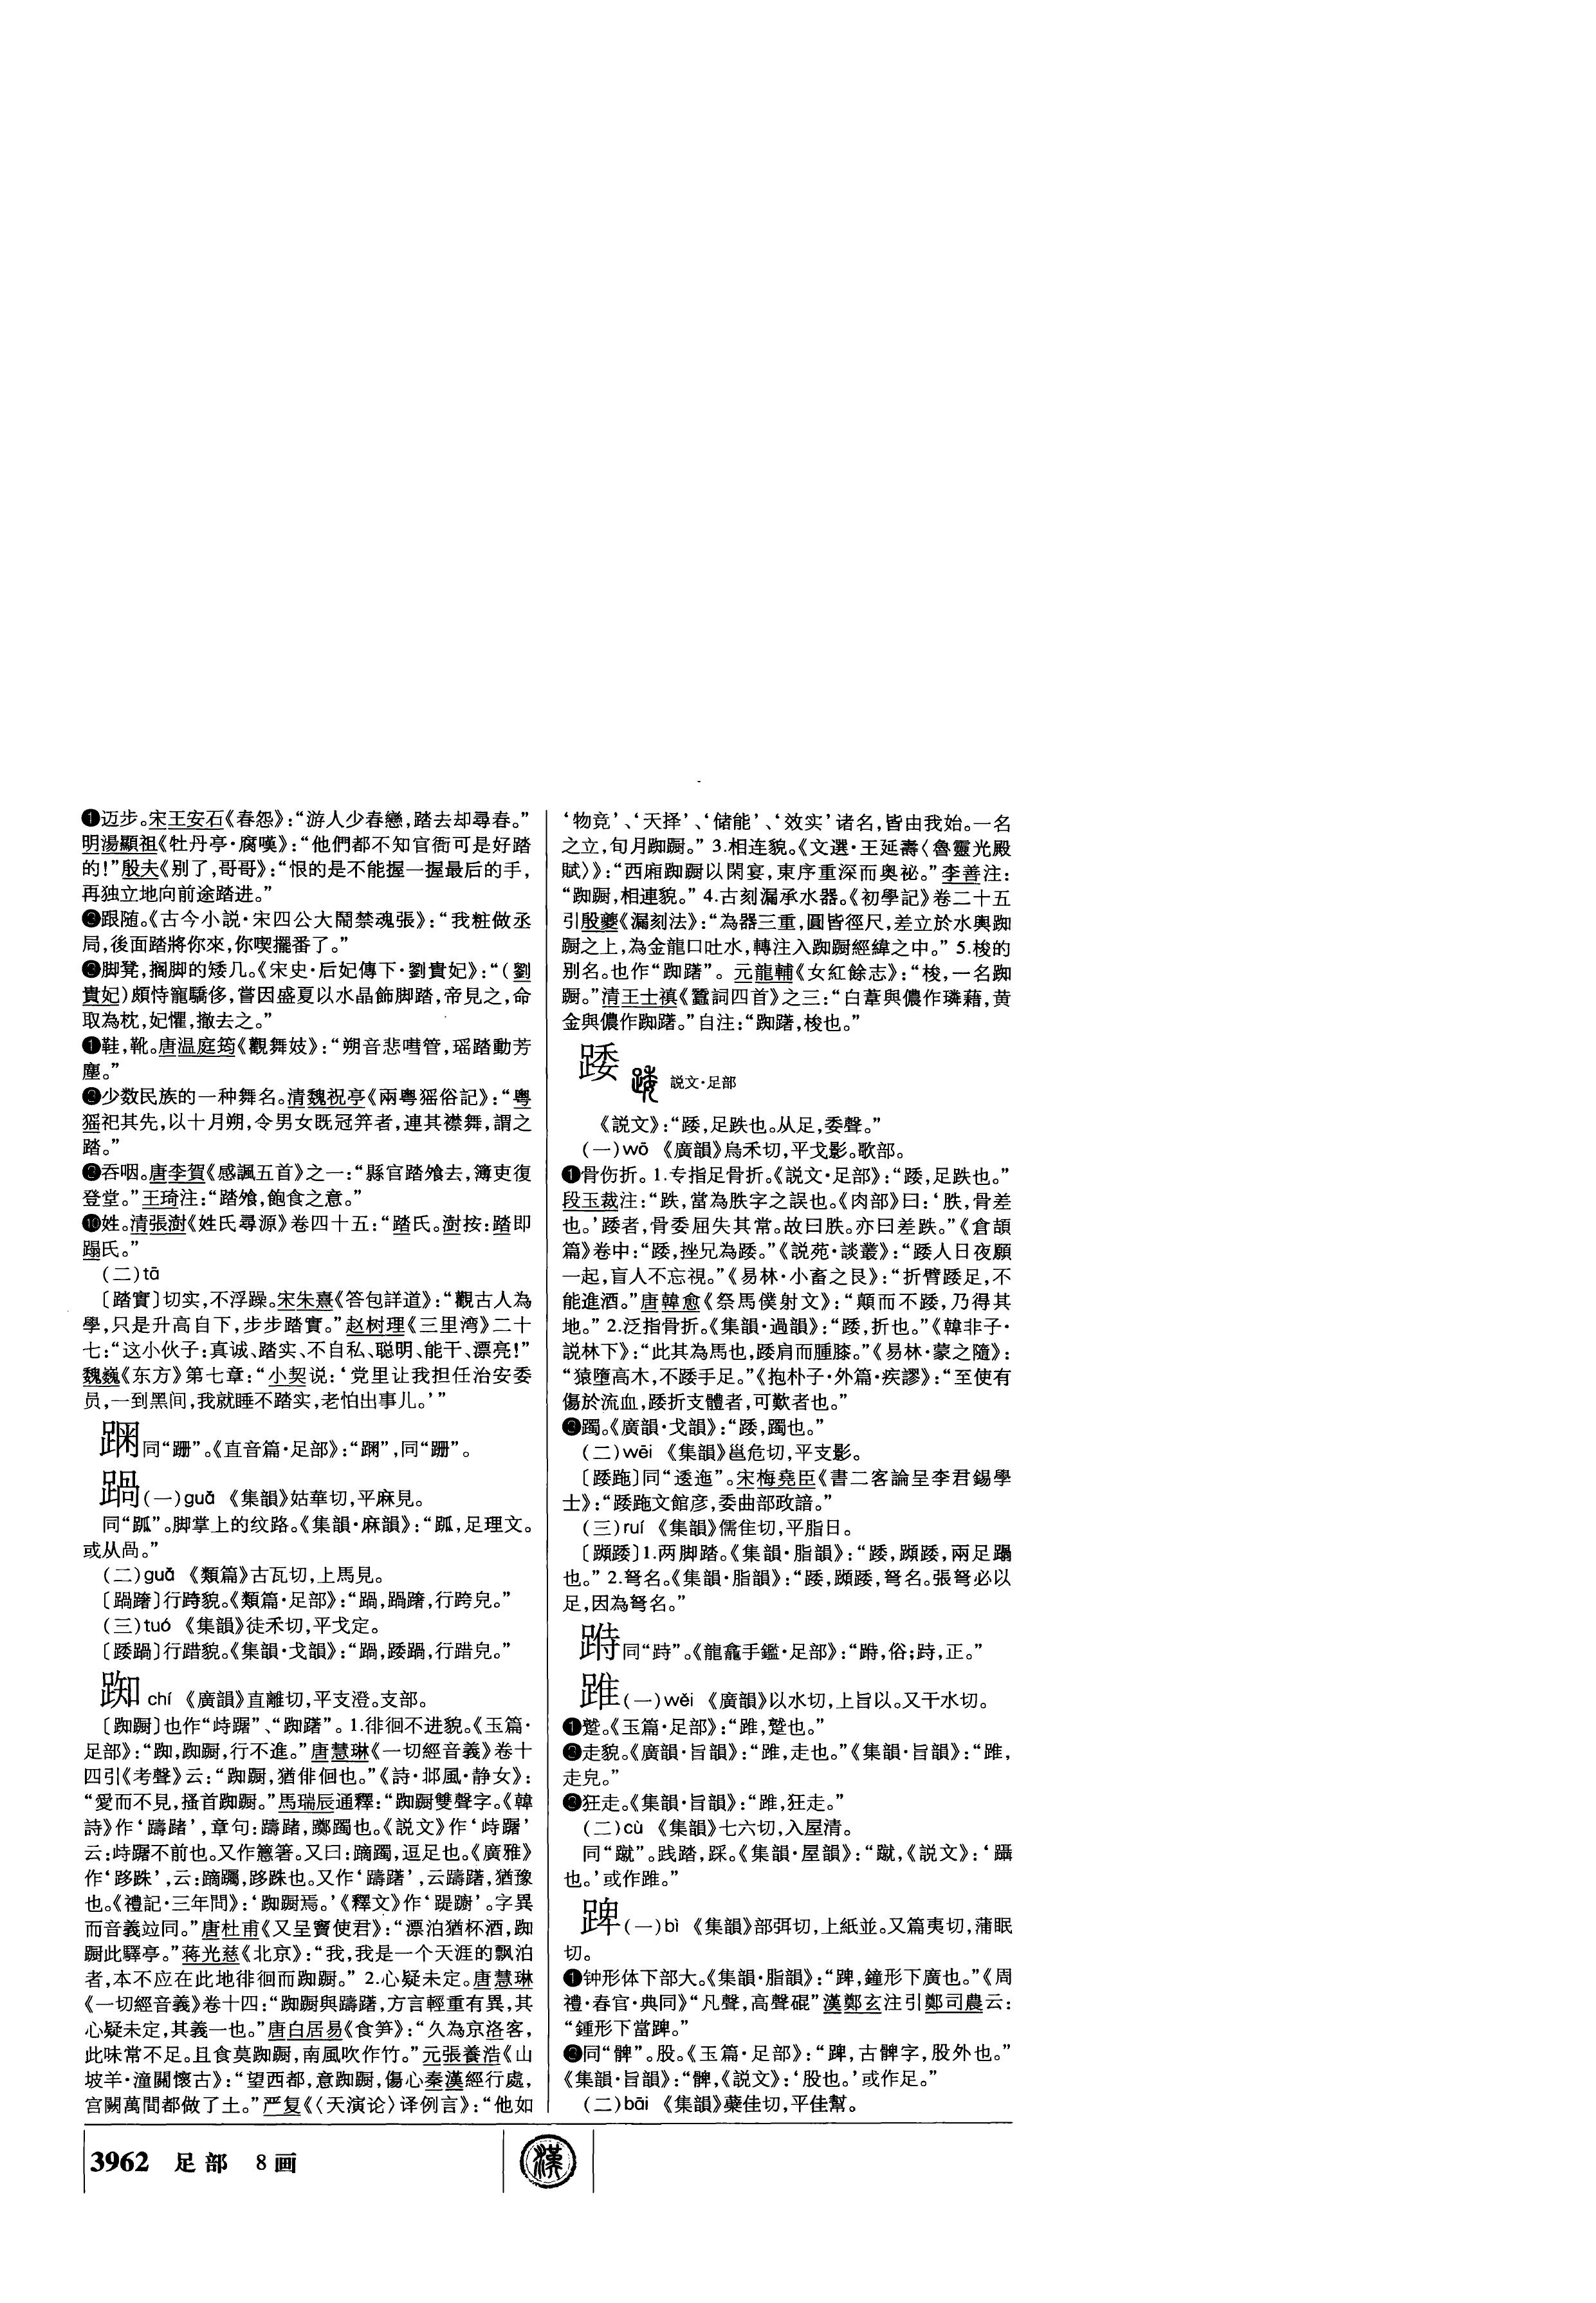 ❶迈步。宋王安石《春怨》：“游人少春戀，踏去却尋春。”
明湯顯祖《牡丹亭·腐嘆》：“他們都不知官衙可是好踏
的！”殷夫《别了，哥哥》：“恨的是不能握一握最后的手，
再独立地向前途踏进。”
❷跟随。《古今小説·宋四公大鬧禁魂張》：“我粧做丞
局，後面踏將你來，你喫擺番了。”
❸脚凳，搁脚的矮几。《宋史·后妃傳下·劉貴妃》：“（劉
貴妃）頗恃寵驕侈，嘗因盛夏以水晶飾脚踏，帝見之，命
取為枕，妃懼，撤去之。”
❶鞋，靴。唐温庭筠《觀舞妓》：“朔音悲嘒管，瑶踏動芳
塵。”
❸少数民族的一种舞名。清魏祝亭《兩粤猺俗記》：“粤
猺祀其先，以十月朔，令男女既冠笄者，連其襟舞，謂之
踏。”
❷吞咽。唐李賀《感諷五首》之一：“縣官踏飧去，簿吏復
登堂。”王琦注：“踏飧，飽食之意。”
❿姓。清張澍《姓氏尋源》卷四十五：“踏氏。澍按：踏即
蹋氏。”
（二）tā
〔踏實〕切实，不浮躁。宋朱熹《答包詳道》：“觀古人為
學，只是升高自下，步步踏實。”赵树理《三里湾》二十
七：“这小伙子：真诚、踏实、不自私、聪明、能干、漂亮！”
魏巍《东方》第七章：“小契说：‘党里让我担任治安委
员，一到黑间，我就睡不踏实，老怕出事儿。’”
踻同“跚”。《直音篇·足部》：“踻”，同“跚”。
踻（一）guā 《集韻》姑華切，平麻見。
同“𨀣”。脚掌上的纹路。《集韻·麻韻》：“𨀣，足理文。
或从咼。”
（二）guǎ 《類篇》古瓦切，上馬見。
行跨貌。《類篇·足部》：“行跨皃。”
（三）tuó 《集韻》徒禾切，平戈定。
行踖貌。《集韻·戈韻》：“行踖皃。”
踟 chí 《廣韻》直離切，平支澄。支部。
〔踟蹰〕也作“峙䠧”、“踟躇”。1.徘徊不进貌。《玉篇·
足部》：“踟，踟蹰，行不進。”唐慧琳《一切經音義》卷十
四引《考聲》云：“踟蹰，猶俳佪也。”《詩·邶風·静女》：
“愛而不見，搔首踟蹰。”馬瑞辰通釋：“踟蹰雙聲字。《韓
詩》作‘躊躇’，章句：躊躇，躑躅也。《説文》作‘峙䠧’
云：峙䠧不前也。又作篹箸。又曰：蹢躅，逗足也。《廣雅》
作‘跢跦’，云：蹢躅，跢跦也。又作‘躊躇’，云躊躇，猶豫
也。《禮記·三年問》：‘踟蹰焉。’《釋文》作‘踶蹰’。字異
而音義竝同。”唐杜甫《又呈竇使君》：“漂泊猶杯酒，踟
蹰此驛亭。”蒋光慈《北京》：“我，我是一个天涯的飘泊
者，本不应在此地徘徊而踟蹰。” 2.心疑未定。唐慧琳
《一切經音義》卷十四：“踟蹰與躊躇，方言輕重有異，其
心疑未定，其義一也。”唐白居易《食笋》：“久為京洛客，
此味常不足。且食莫踟蹰，南風吹作竹。”元張養浩《山
坡羊·潼關懷古》：“望西都，意踟蹰，傷心秦漢經行處，
宫闕萬間都做了土。”严复《〈天演论〉译例言》：“他如
‘物竞’、‘天择’、‘储能’、‘效实’诸名，皆由我始。一名
之立，旬月踟蹰。” 3.相连貌。《文選·王延壽〈魯靈光殿
賦〉》：“西廂踟蹰以閑宴，東序重深而奥祕。”李善注：
“踟蹰，相連貌。” 4.古刻漏承水器。《初學記》卷二十五
引殷夔《漏刻法》：“為器三重，圓皆徑尺，差立於水輿踟
蹰之上，為金龍口吐水，轉注入踟蹰經緯之中。” 5.梭的
别名。也作“踟躇”。元龍輔《女紅餘志》：“梭，一名踟
蹰。”清王士禛《蠶詞四首》之三：“白葦與儂作璘藉，黄
金與儂作踟躇。”自注：“踟躇，梭也。”
踒 説文·足部
《説文》：“踒，足跌也。从足，委聲。”
（一）wō 《廣韻》烏禾切，平戈影。歌部。
❶骨伤折。1.专指足骨折。《説文·足部》：“踒，足跌也。”
段玉裁注：“跌，當為胅字之誤也。《肉部》曰：‘胅，骨差
也。’踒者，骨委屈失其常。故曰胅。亦曰差跌。”《倉頡
篇》卷中：“踒，挫兄為踒。”《説苑·談叢》：“踒人日夜願
一起，盲人不忘視。”《易林·小畜之艮》：“折臂踒足，不
能進酒。”唐韓愈《祭馬僕射文》：“顛而不踒，乃得其
地。” 2.泛指骨折。《集韻·過韻》：“踒，折也。”《韓非子·
説林下》：“此其為馬也，踒肩而腫膝。”《易林·蒙之隨》：
“猿墮高木，不踒手足。”《抱朴子·外篇·疾謬》：“至使有
傷於流血，踒折支體者，可歎者也。”
❷躅。《廣韻·戈韻》：“踒，躅也。”
（二）wēi 《集韻》邕危切，平支影。
〔踒跑〕同“逶迤”。宋梅堯臣《書二客論呈李君錫學
士》：“踒跑文館彦，委曲部政諳。”
（三）ruí 《集韻》儒隹切，平脂日。
1.两脚踏。《集韻·脂韻》：“踒，兩足蹋
也。” 2.弩名。《集韻·脂韻》：“踒，弩名。張弩必以
足，因為弩名。”
同“跱”。《龍龕手鑑·足部》：“俗；跱，正。”
踓（一）wěi 《廣韻》以水切，上旨以。又千水切。
❶蹵。《玉篇·足部》：“踓，蹵也。”
❷走貌。《廣韻·旨韻》：“踓，走也。”《集韻·旨韻》：“踓，
走皃。”
❸狂走。《集韻·旨韻》：“踓，狂走。”
（二）cù 《集韻》七六切，入屋清。
同“蹴”。践踏，踩。《集韻·屋韻》：“蹴，《説文》：‘躡
也。’或作踓。”
踍（一）bì 《集韻》部弭切，上紙並。又篇夷切，蒲眠
切。
❶钟形体下部大。《集韻·脂韻》：“踔，鐘形下廣也。”《周
禮·春官·典同》“凡聲，高聲硍”漢鄭玄注引鄭司農云：
“鍾形下當踔。”
❷同“髀”。股。《玉篇·足部》：“古髀字，股外也。”
《集韻·旨韻》：“髀，《説文》：‘股也。’或作足。”
（二）bāi 《集韻》蘗佳切，平佳幫。
3962 足部 8画
漢